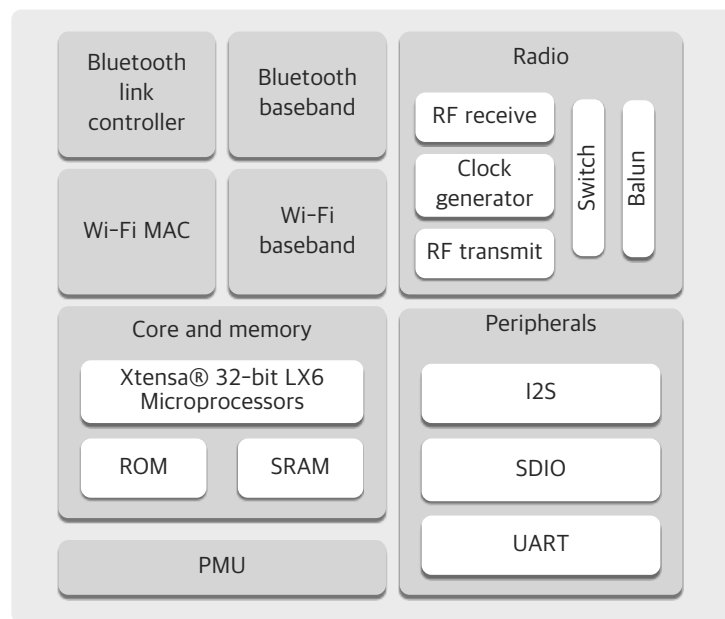 Bluetooth
link
controller
Bluetooth
baseband
Wi-Fi MAC
Wi-Fi
baseband
Radio
RF receive
Clock
generator
RF transmit
Switch
Balun
Core and memory
Xtensa® 32-bit LX6
Microprocessors
ROM
SRAM
PMU
Peripherals
I2S
SDIO
UART